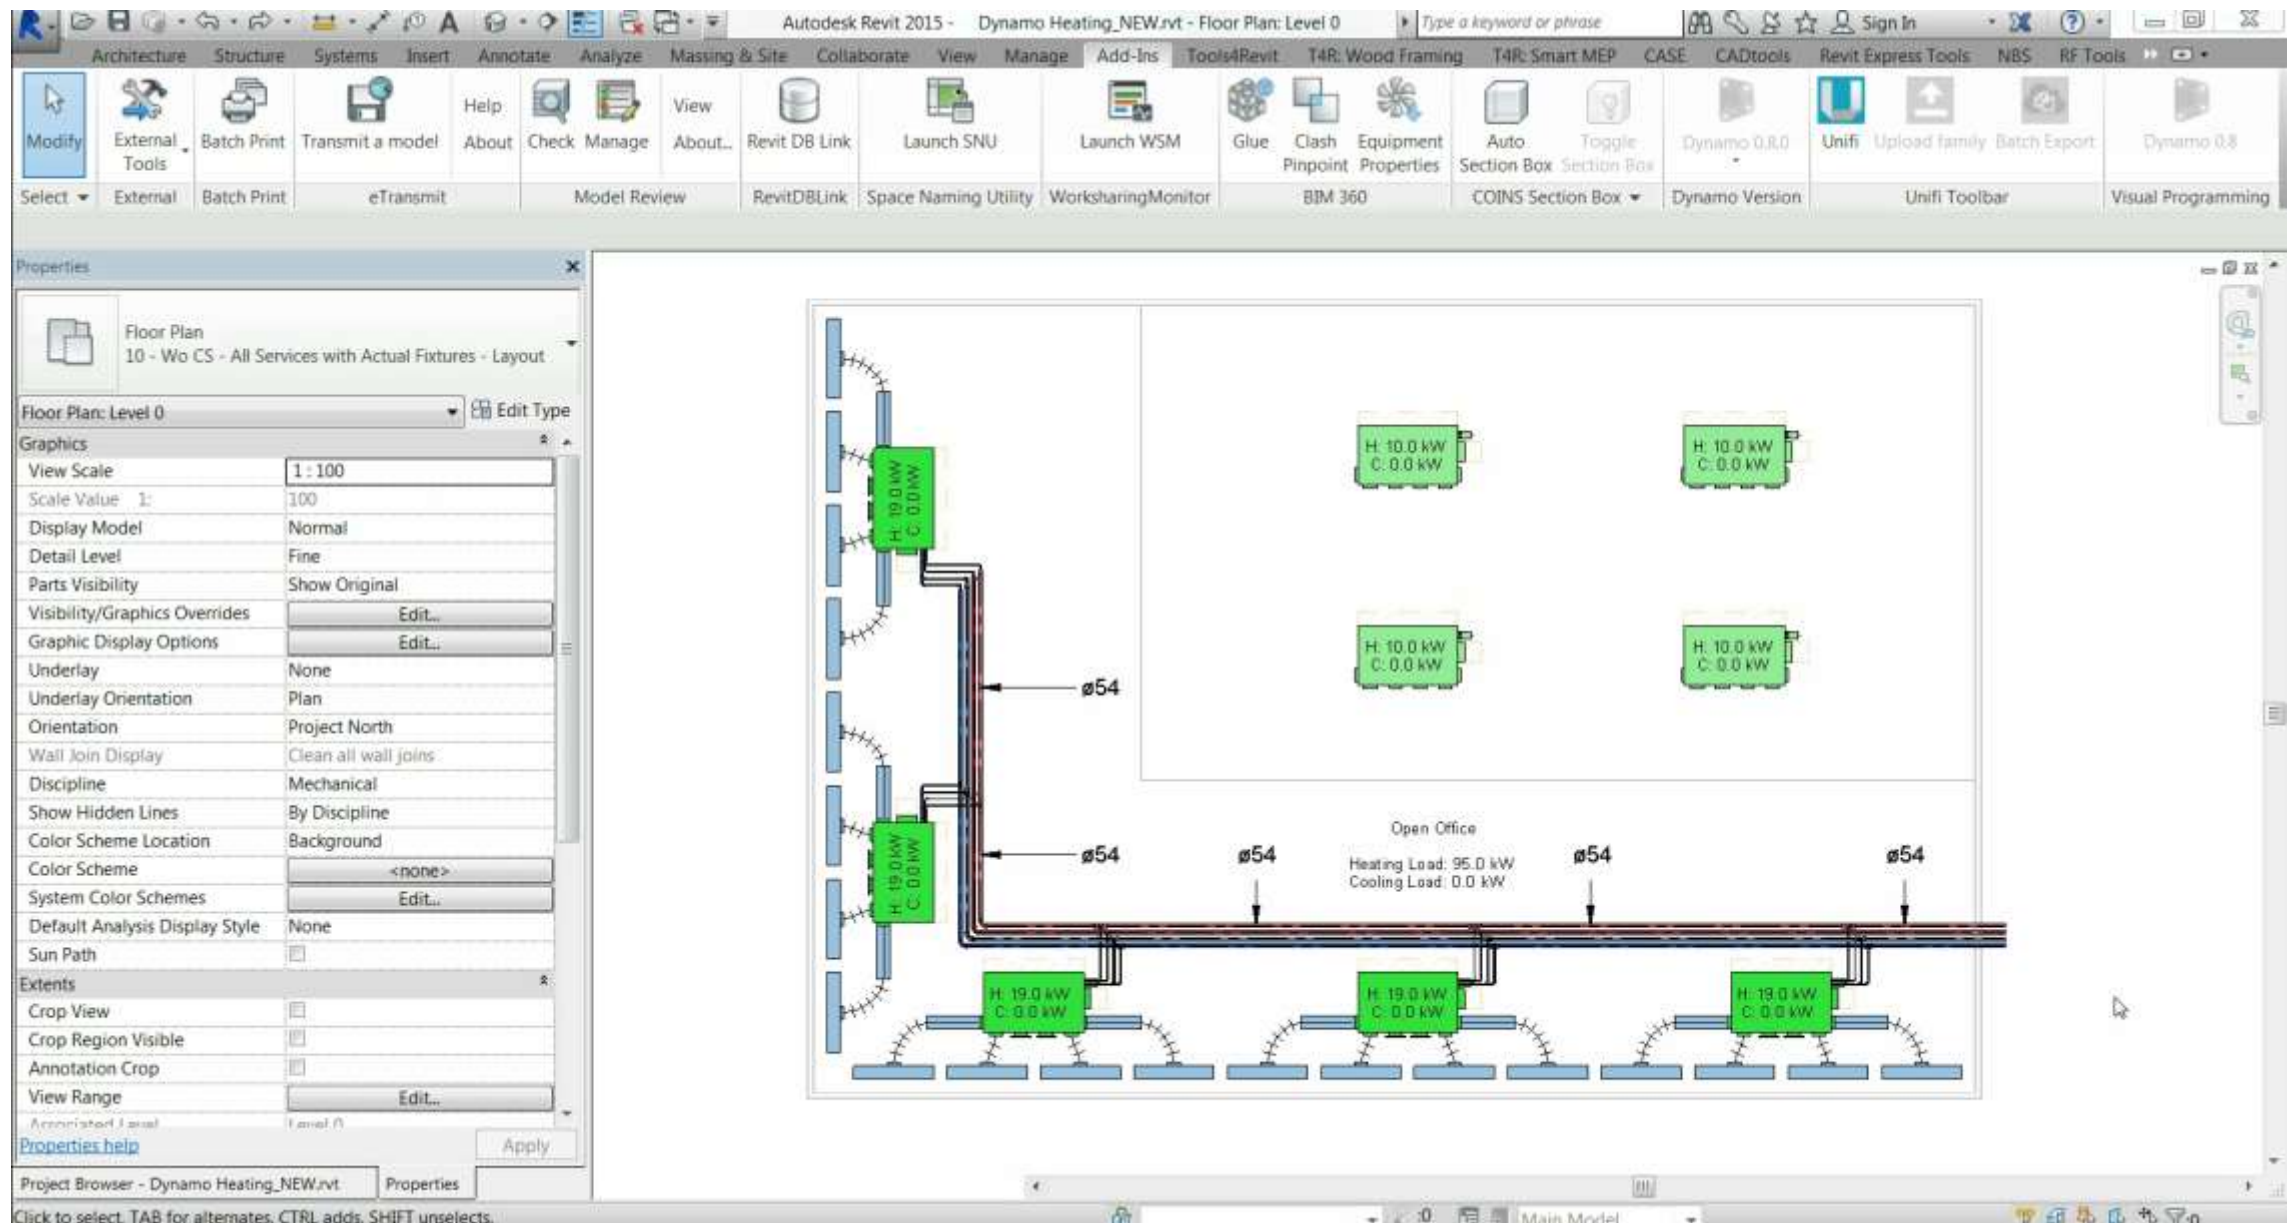 Autodesk Revit 2015 - Dynamo Heating_NEW.rvt - Floor Plan: Level 0
Type a keyword or phrase
Sign In
Architecture Structure Systems Insert Annotate Analyze Massing & Site Collaborate View Manage Add-Ins Tools4Revit T4R: Wood Framing T4R: Smart MEP CASE CADtools Revit Express Tools NBS RF Tools
Modify
External Tools
Batch Print
Transmit a model
Help
About
Check
Manage
View
About...
Revit DB Link
Launch SNU
Launch WSM
Glue
Clash Pinpoint
Equipment Properties
Auto Section Box
Toggle Section Box
Dynamo 0.8.0
Unifi
Upload family
Batch Export
Dynamo 0.8
Select External Batch Print eTransmit Model Review RevitDBLink Space Naming Utility WorksharingMonitor BIM 360 COINS Section Box Dynamo Version Unifi Toolbar Visual Programming
Properties
Floor Plan
10 - Wo CS - All Services with Actual Fixtures - Layout
Floor Plan: Level 0
Edit Type
Graphics
View Scale 1 : 100
Scale Value 1: 100
Display Model Normal
Detail Level Fine
Parts Visibility Show Original
Visibility/Graphics Overrides Edit...
Graphic Display Options Edit...
Underlay None
Underlay Orientation Plan
Orientation Project North
Wall Join Display Clean all wall joins
Discipline Mechanical
Show Hidden Lines By Discipline
Color Scheme Location Background
Color Scheme <none>
System Color Schemes Edit...
Default Analysis Display Style None
Sun Path
Extents
Crop View
Crop Region Visible
Annotation Crop
View Range Edit...
Associated Level Level 0
Properties help
Apply
Project Browser - Dynamo Heating_NEW.rvt
Properties
Click to select, TAB for alternates, CTRL adds, SHIFT unselects.
:0
Main Model
:0
H: 10.0 kW
C: 0.0 kW
H: 10.0 kW
C: 0.0 kW
H: 19.0 kW
C: 0.0 kW
H: 10.0 kW
C: 0.0 kW
H: 10.0 kW
C: 0.0 kW
ø54
Open Office
Heating Load: 95.0 kW
Cooling Load: 0.0 kW
ø54
ø54
ø54
ø54
H: 19.0 kW
C: 0.0 kW
H: 19.0 kW
C: 0.0 kW
H: 19.0 kW
C: 0.0 kW
H: 19.0 kW
C: 0.0 kW